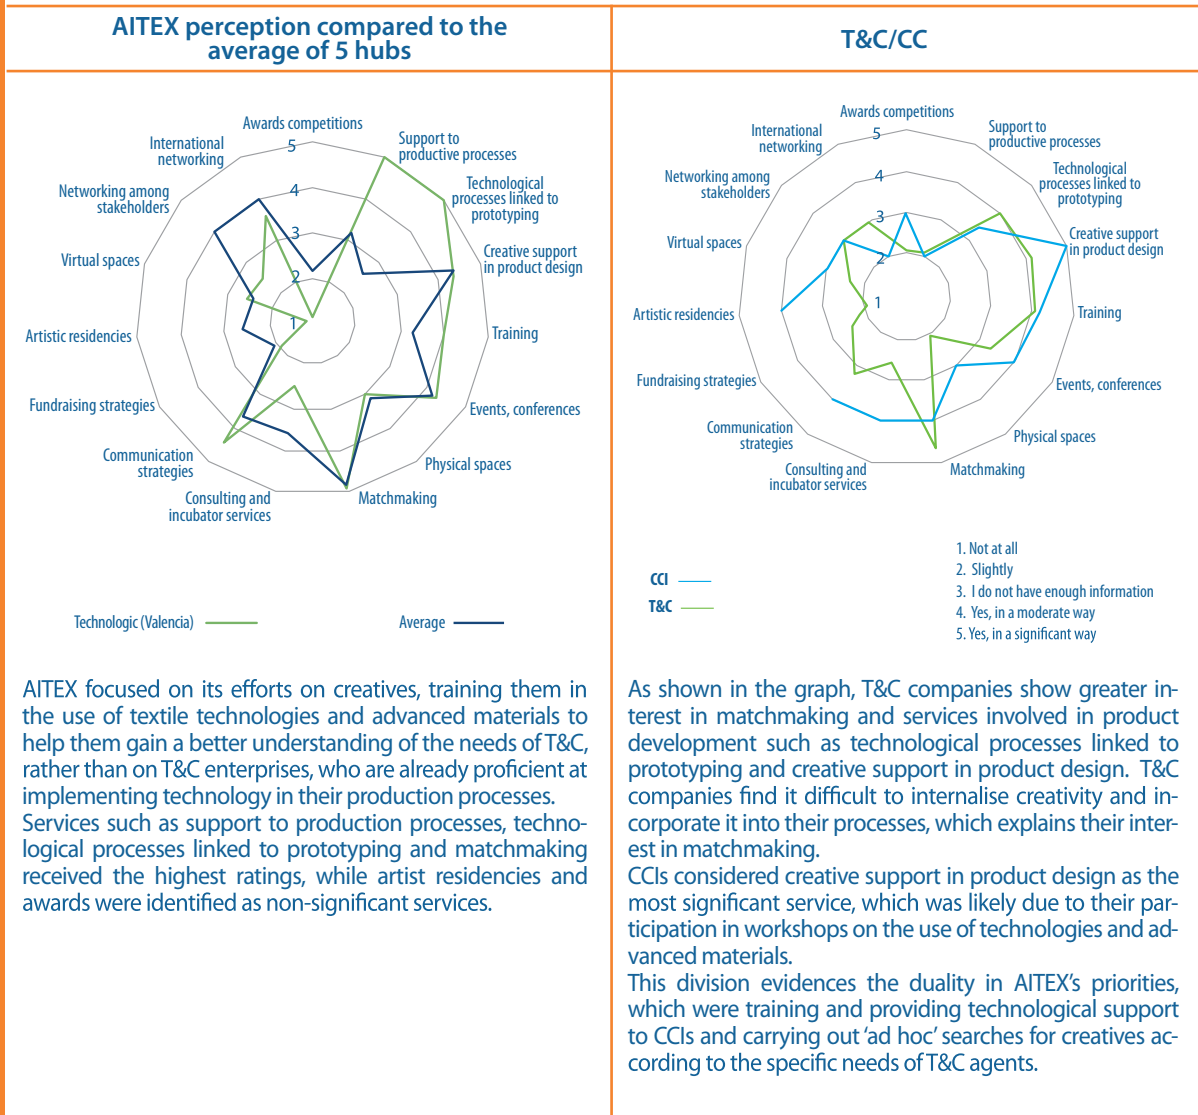 AITEX perception compared to the
average of 5 hubs
Awards competitions
Support to
productive processes
Technological
processes linked to
prototyping
Creative support
in product design
Training
Events, conferences
Physical spaces
Matchmaking
Consulting and
incubator services
Communication
strategies
Fundraising strategies
Artistic residencies
Virtual spaces
Networking among
stakeholders
International
networking
5
4
3
2
1
Technologic (Valencia)
Average
AITEX focused on its efforts on creatives, training them in
the use of textile technologies and advanced materials to
help them gain a better understanding of the needs of T&C,
rather than on T&C enterprises, who are already proficient at
implementing technology in their production processes.
Services such as support to production processes, techno-
logical processes linked to prototyping and matchmaking
received the highest ratings, while artist residencies and
awards were identified as non-significant services.
T&C/CC
Awards competitions
Support to
productive processes
Technological
processes linked to
prototyping
Creative support
in product design
Training
Events, conferences
Physical spaces
Matchmaking
Consulting and
incubator services
Communication
strategies
Fundraising strategies
Artistic residencies
Virtual spaces
Networking among
stakeholders
International
networking
5
4
3
2
1
CCI
T&C
1. Not at all
2. Slightly
3. I do not have enough information
4. Yes, in a moderate way
5. Yes, in a significant way
As shown in the graph, T&C companies show greater in-
terest in matchmaking and services involved in product
development such as technological processes linked to
prototyping and creative support in product design. T&C
companies find it difficult to internalise creativity and in-
corporate it into their processes, which explains their inter-
est in matchmaking.
CCIs considered creative support in product design as the
most significant service, which was likely due to their par-
ticipation in workshops on the use of technologies and ad-
vanced materials.
This division evidences the duality in AITEX’s priorities,
which were training and providing technological support
to CCIs and carrying out ‘ad hoc’ searches for creatives ac-
cording to the specific needs of T&C agents.